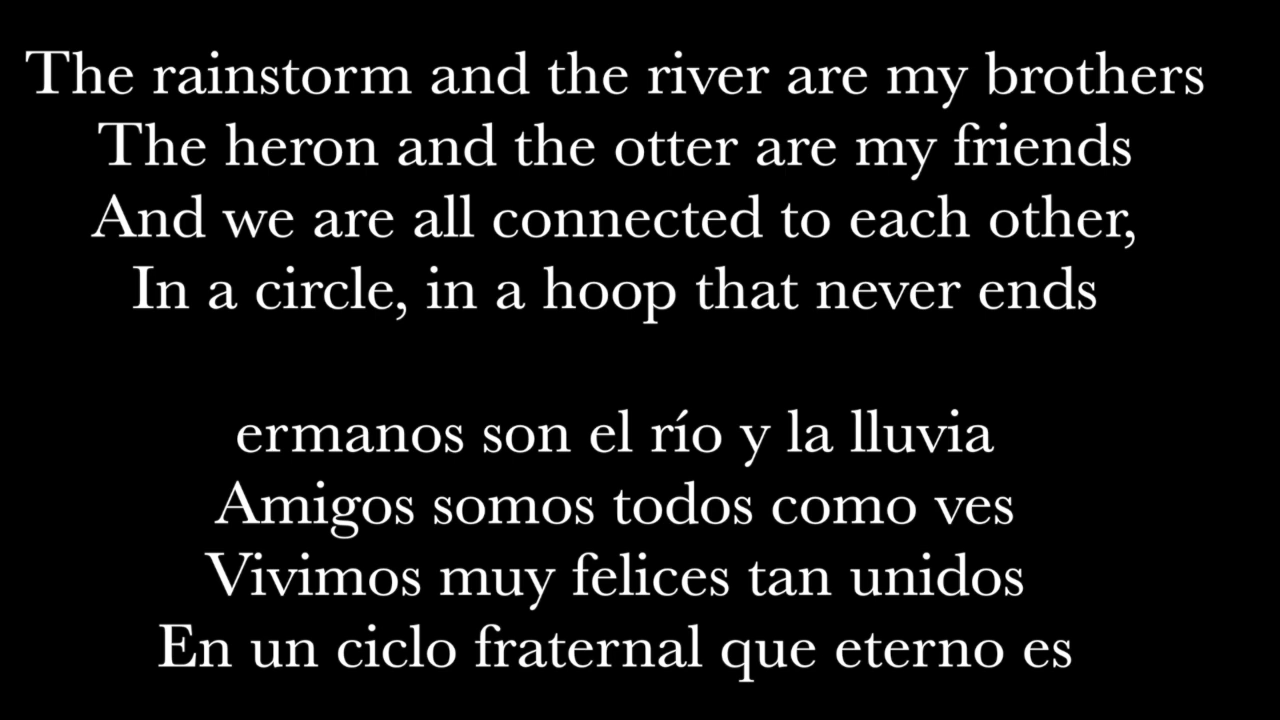 The rainstorm and the river are my brothers
The heron and the otter are my friends
And we are all connected to each other,
In a circle, in a hoop that never ends
ermanos son el río y la lluvia
Amigos somos todos como ves
Vivimos muy felices tan unidos
En un ciclo fraternal que eterno es